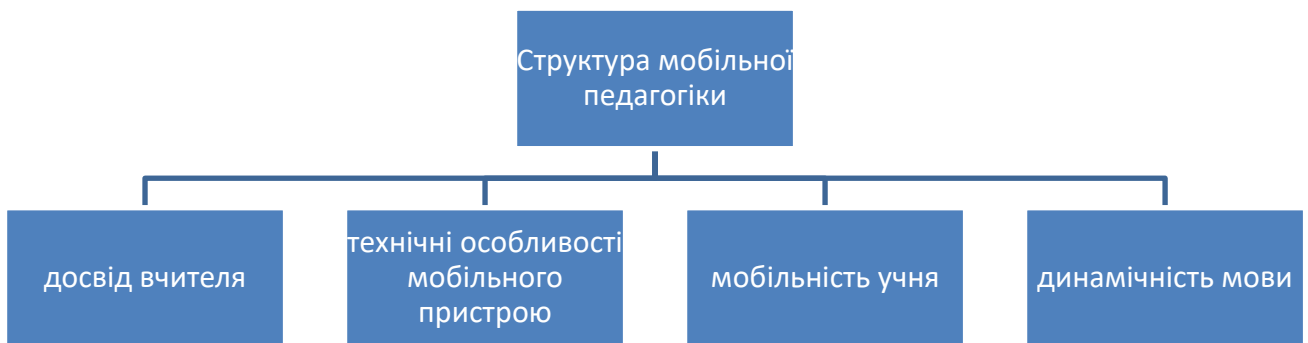 Структура мобільної
педагогіки
досвід вчителя
технічні особливості
мобільного
пристрою
мобільність учня
динамічність мови